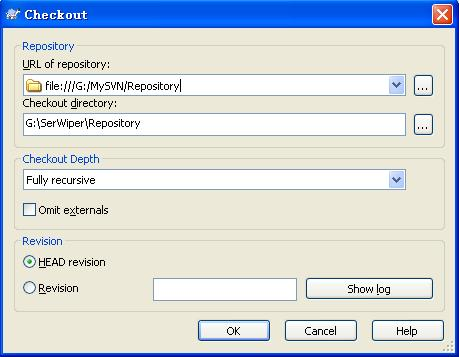 Checkout
Repository
URL of repository:
file:///G:/MySVN/Repository
...
Checkout directory:
G:\SerWiper\Repository
...
Checkout Depth
Fully recursive
Omit externals
Revision
HEAD revision
Revision
Show log
OK Cancel Help